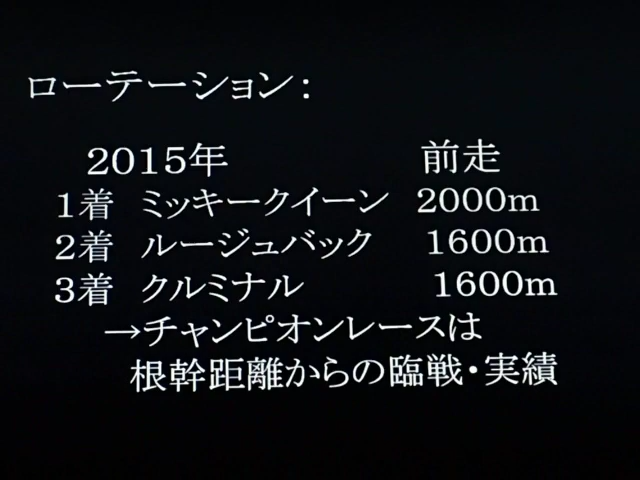 ローテーション：
2015年 前走
1着 ミッキークイーン 2000m
2着 ルージュバック 1600m
3着 クルミナル 1600m
→チャンピオンレースは
根幹距離からの臨戦・実績